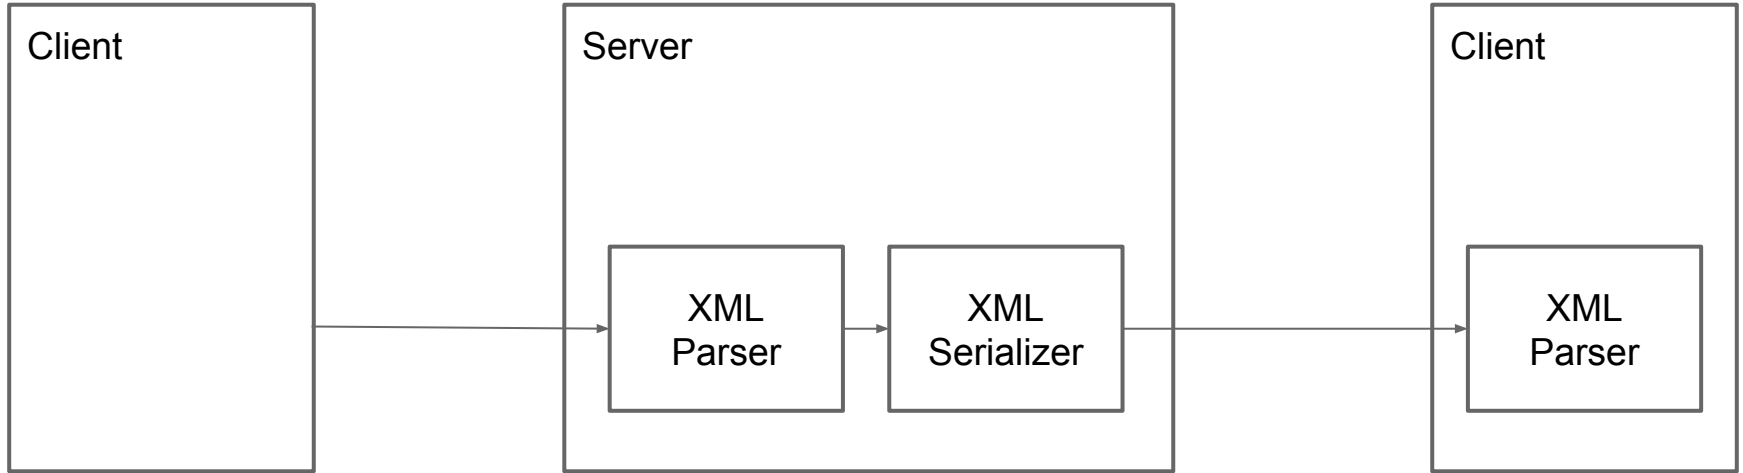 Client
Server
Client
XML
Parser
XML
Serializer
XML
Parser